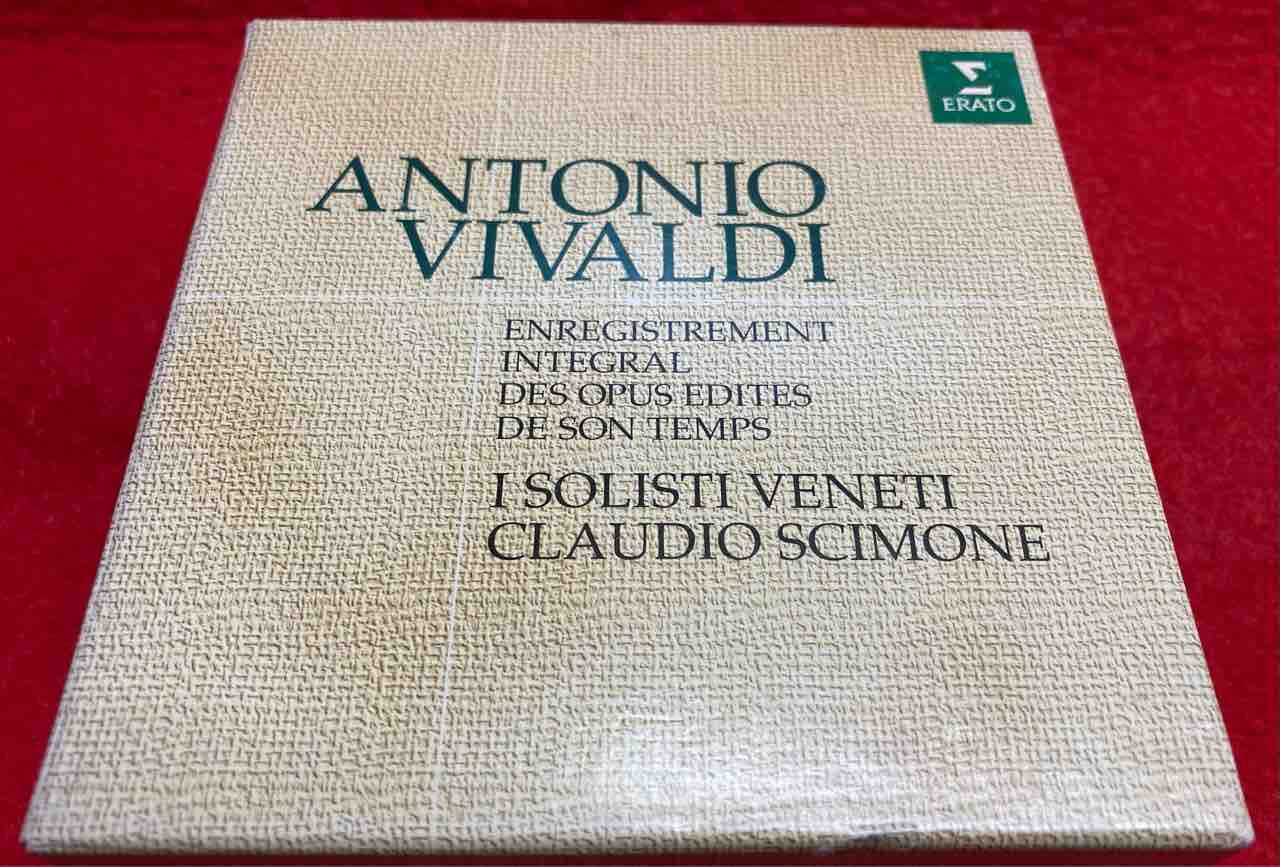 ERATO
ANTONIO
VIVALDI
ENREGISTREMENT
INTEGRAL
DES OPUS EDITES
DE SON TEMPS
I SOLISTI VENETI
CLAUDIO SCIMONE